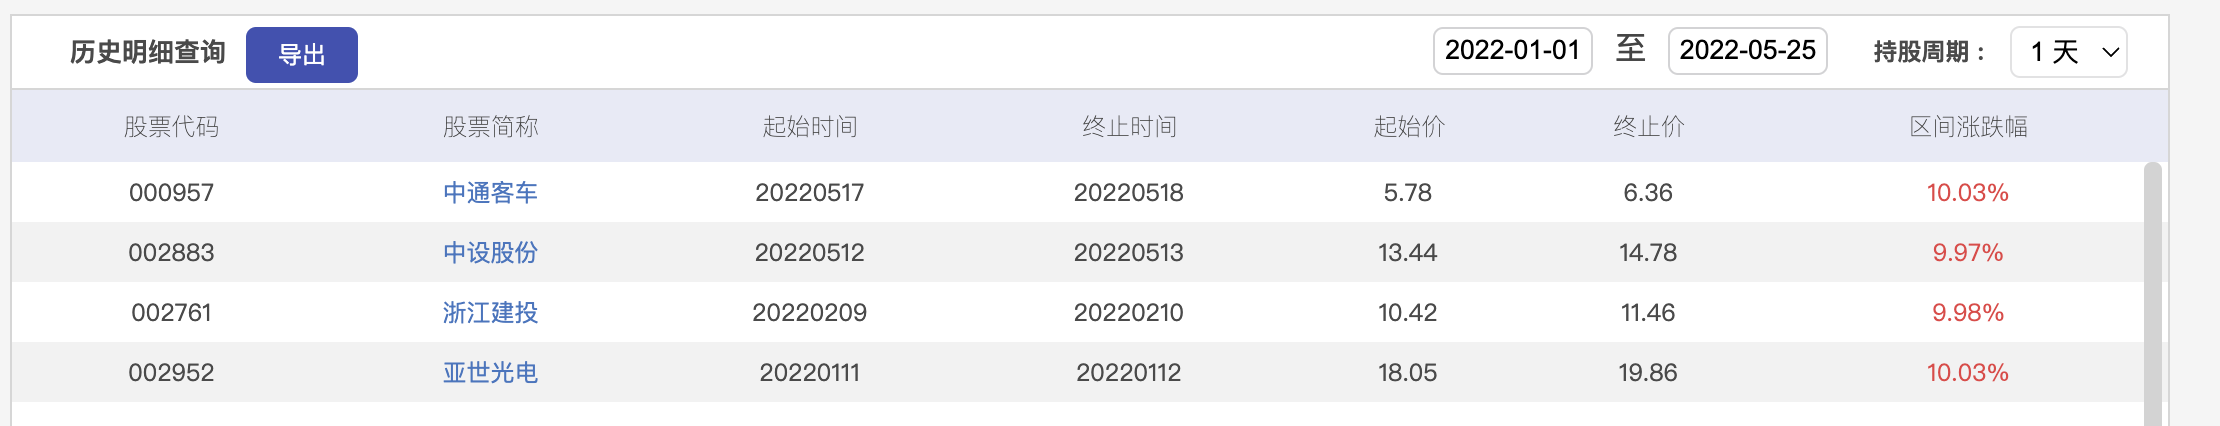 历史明细查询 导出 2022-01-01 至 2022-05-25 持股周期： 1 天
股票代码 股票简称 起始时间 终止时间 起始价 终止价 区间涨跌幅
000957 中通客车 20220517 20220518 5.78 6.36 10.03%
002883 中设股份 20220512 20220513 13.44 14.78 9.97%
002761 浙江建投 20220209 20220210 10.42 11.46 9.98%
002952 亚世光电 20220111 20220112 18.05 19.86 10.03%